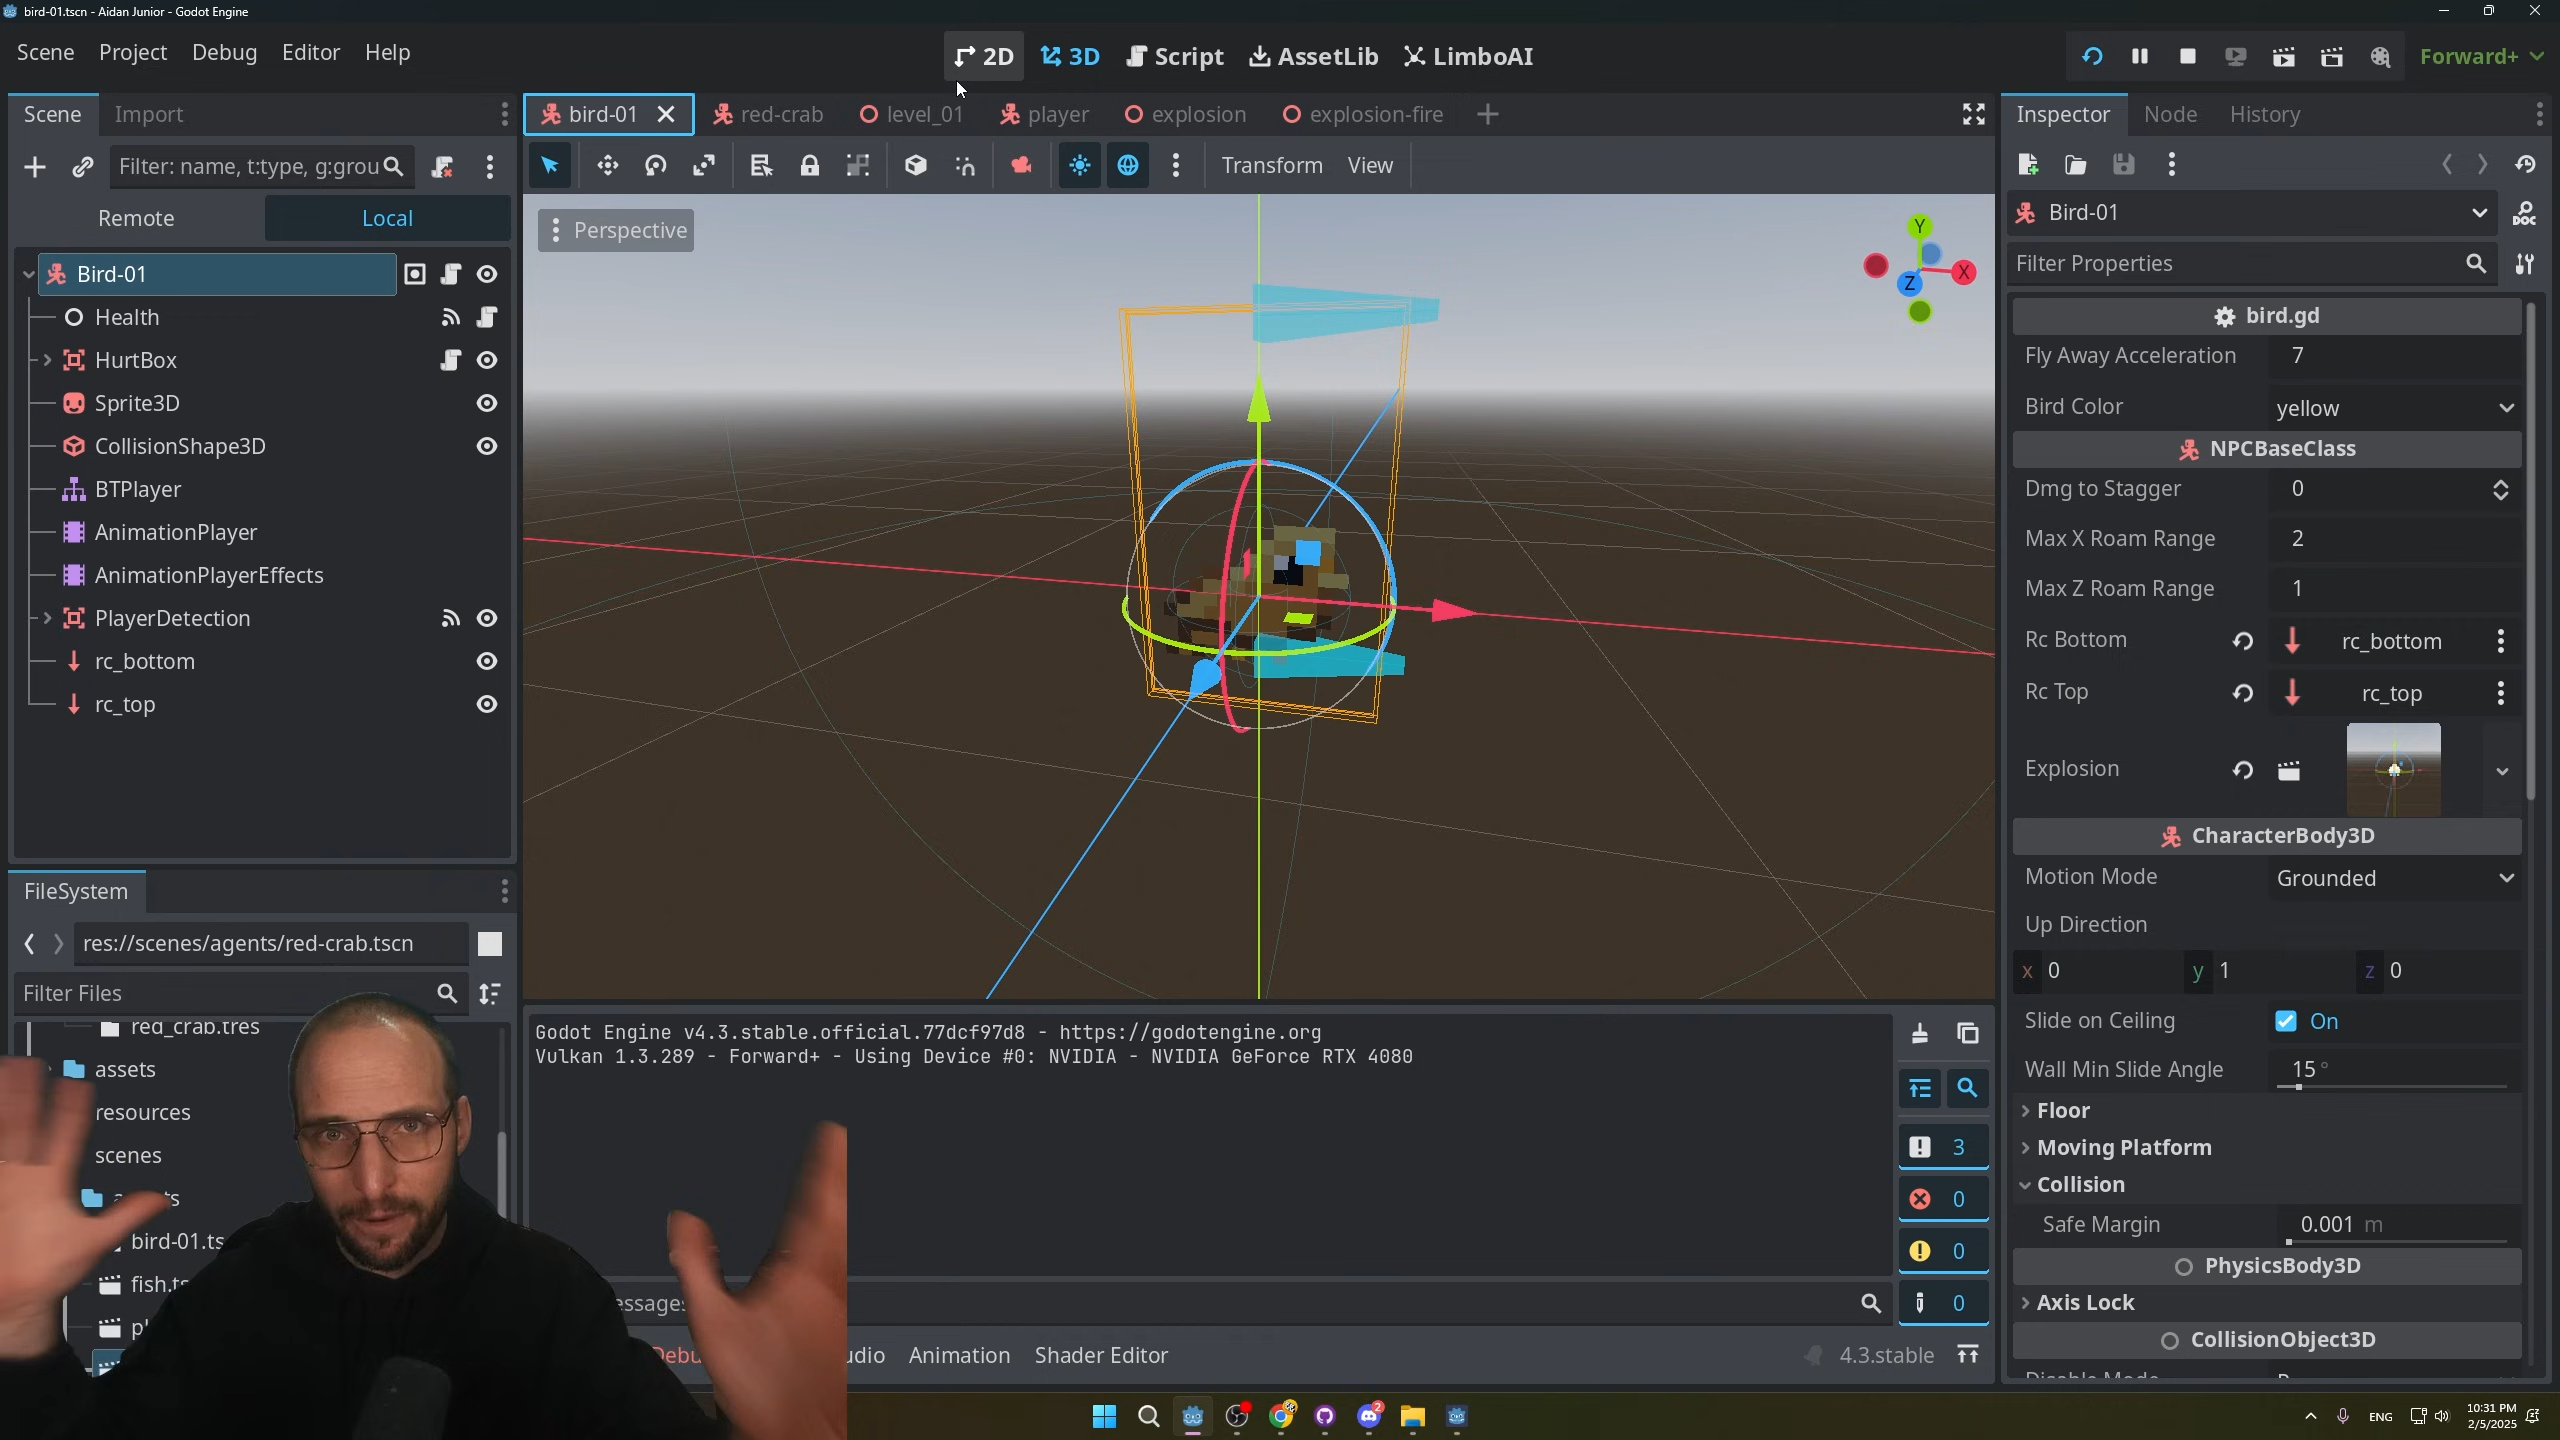 bird-01.tscn - Aidan Junior - Godot Engine
Scene Project Debug Editor Help
2D 3D Script AssetLib LimboAI
Forward+
Scene Import
bird-01 red-crab level_01 player explosion explosion-fire
Inspector Node History
Filter: name, t:type, g:grou
Transform View
Remote Local
Perspective
Y
X
Z
Bird-01
Filter Properties
Bird-01
Health
HurtBox
Sprite3D
CollisionShape3D
BTPlayer
AnimationPlayer
AnimationPlayerEffects
PlayerDetection
rc_bottom
rc_top
bird.gd
Fly Away Acceleration 7
Bird Color yellow
NPCBaseClass
Dmg to Stagger 0
Max X Roam Range 2
Max Z Roam Range 1
Rc Bottom rc_bottom
Rc Top rc_top
Explosion
CharacterBody3D
Motion Mode Grounded
Up Direction
x 0 y 1 z 0
Slide on Ceiling On
Wall Min Slide Angle 15 °
Floor
Moving Platform
Collision
Safe Margin 0.001 m
PhysicsBody3D
Axis Lock
CollisionObject3D
FileSystem
res://scenes/agents/red-crab.tscn
Filter Files
red_crab.tres
assets
resources
scenes
bird-01.ts
fish.ts
pl
Godot Engine v4.3.stable.official.77dcf97d8 - https://godotengine.org
Vulkan 1.3.289 - Forward+ - Using Device #0: NVIDIA - NVIDIA GeForce RTX 4080
3
0
0
0
essages
Debu udio Animation Shader Editor
4.3.stable
2
ENG
10:31 PM
2/5/2025